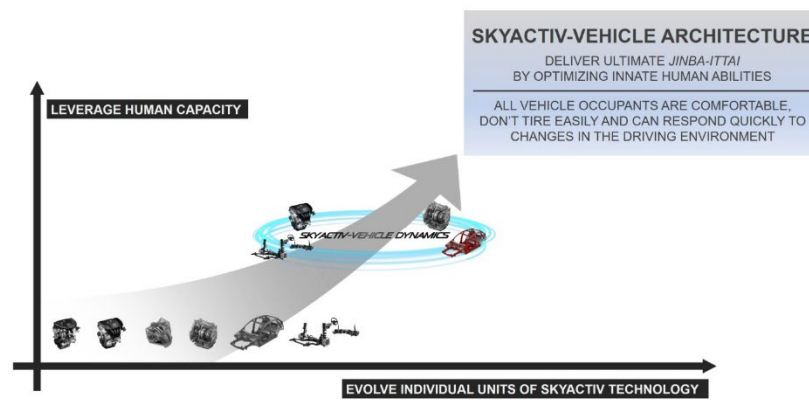 SKYACTIV-VEHICLE ARCHITECTURE
DELIVER ULTIMATE JINBA-ITTAI
BY OPTIMIZING INNATE HUMAN ABILITIES
ALL VEHICLE OCCUPANTS ARE COMFORTABLE,
DON'T TIRE EASILY AND CAN RESPOND QUICKLY TO
CHANGES IN THE DRIVING ENVIRONMENT
LEVERAGE HUMAN CAPACITY
SKYACTIV-VEHICLE DYNAMICS
EVOLVE INDIVIDUAL UNITS OF SKYACTIV TECHNOLOGY